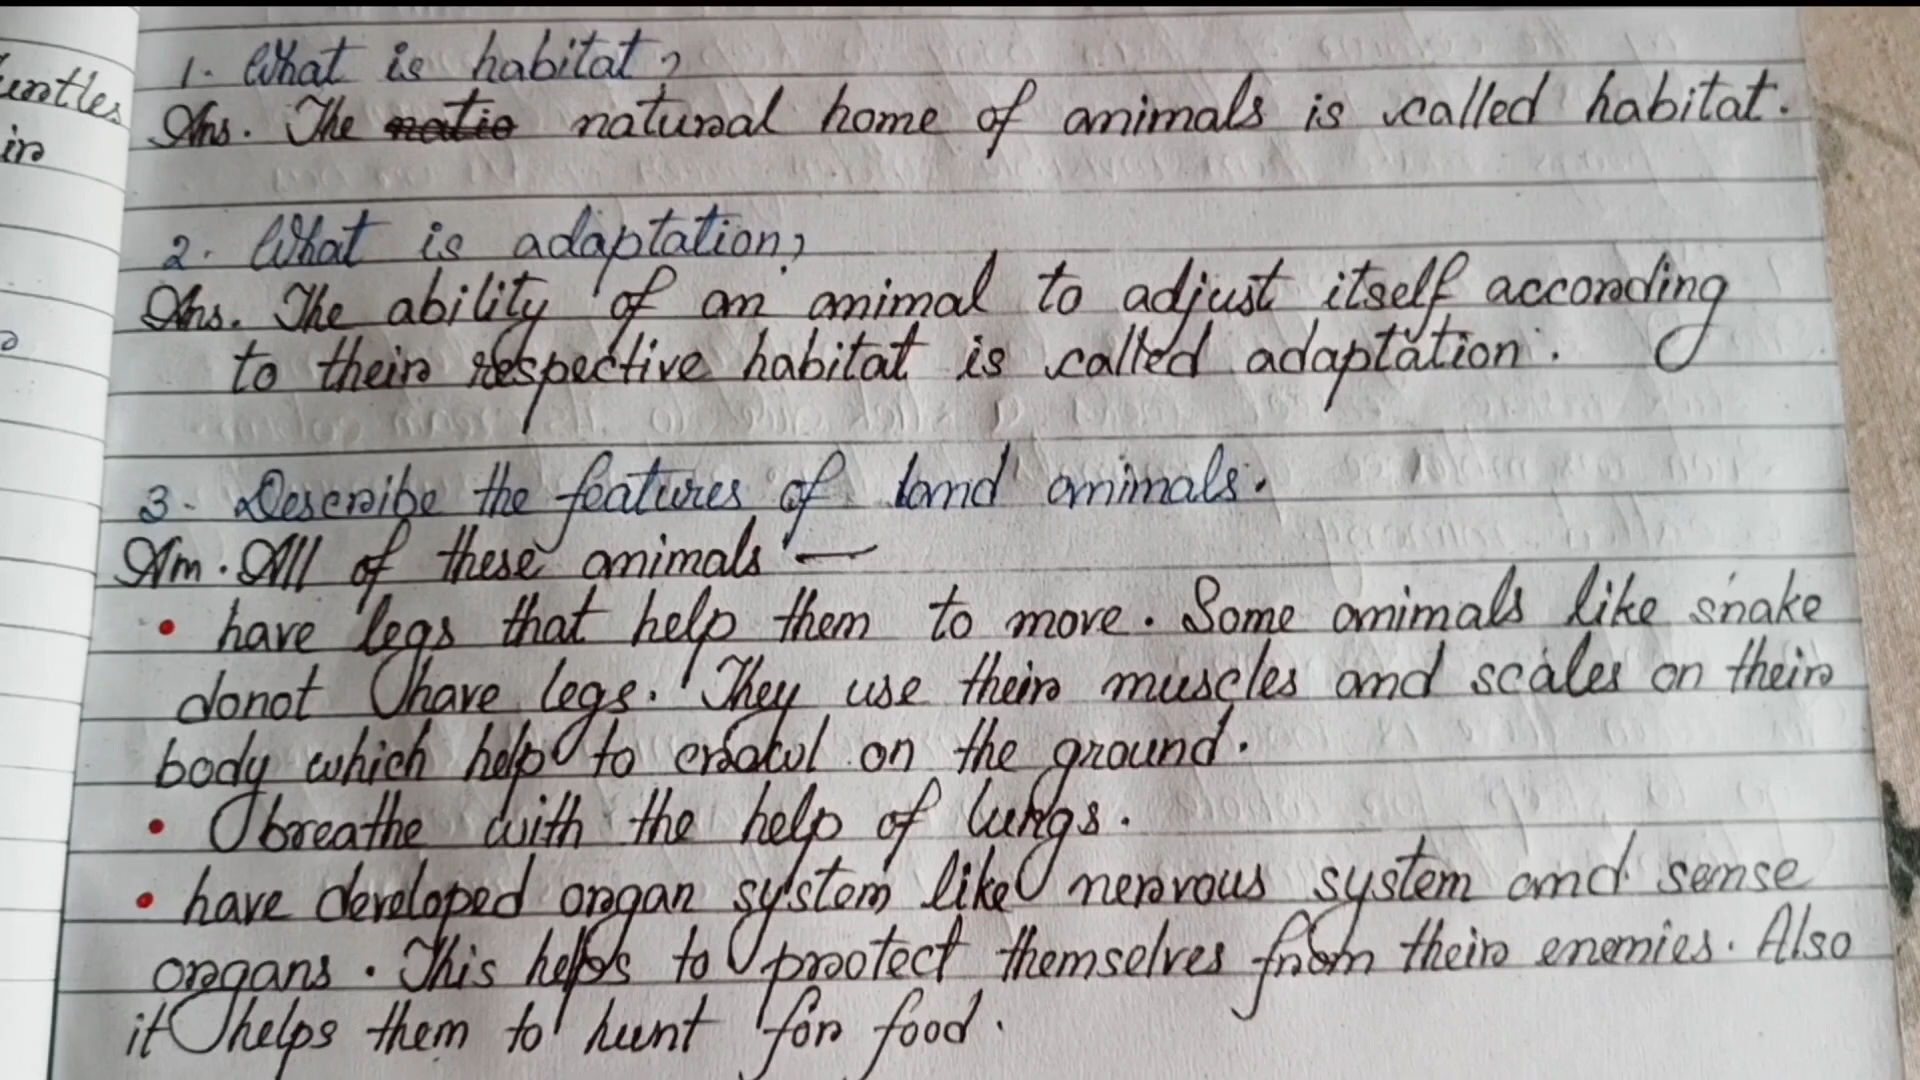 1. What is habitat?
Ans. The natio natural home of animals is called habitat.
2. What is adaptation?
Ans. The ability of an animal to adjust itself according
to their respective habitat is called adaptation.
3. Describe the features of land animals.
Ans. All of these animals —
• have legs that help them to move. Some animals like snake
donot have legs. They use their muscles and scales on their
body which help to crawl on the ground.
• breathe with the help of lungs.
• have developed organ system like nervous system and sense
organs. This helps to protect themselves from their enemies. Also
it helps them to hunt for food.